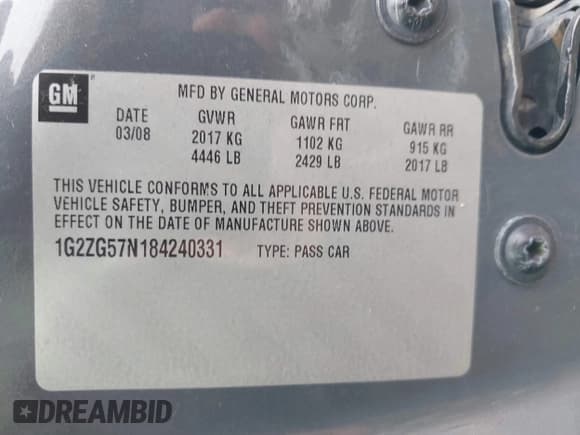 GM
MFD BY GENERAL MOTORS CORP.
DATE GVWR GAWR FRT GAWR RR
03/08 2017 KG 1102 KG 915 KG
4446 LB 2429 LB 2017 LB
THIS VEHICLE CONFORMS TO ALL APPLICABLE U.S. FEDERAL MOTOR
VEHICLE SAFETY, BUMPER, AND THEFT PREVENTION STANDARDS IN
EFFECT ON THE DATE OF MANUFACTURE SHOWN ABOVE.
1G2ZG57N184240331 TYPE: PASS CAR
DREAMBID